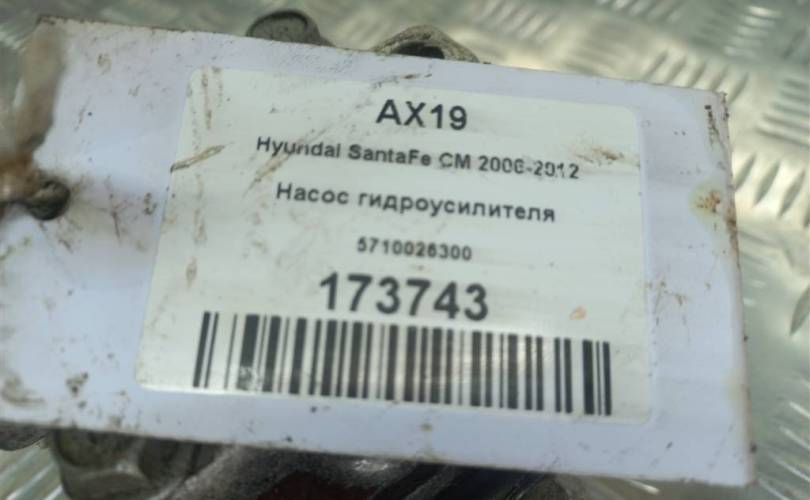 AX19
Hyundai SantaFe CM 2006-2012
Насос гидроусилителя
5710026300
173743